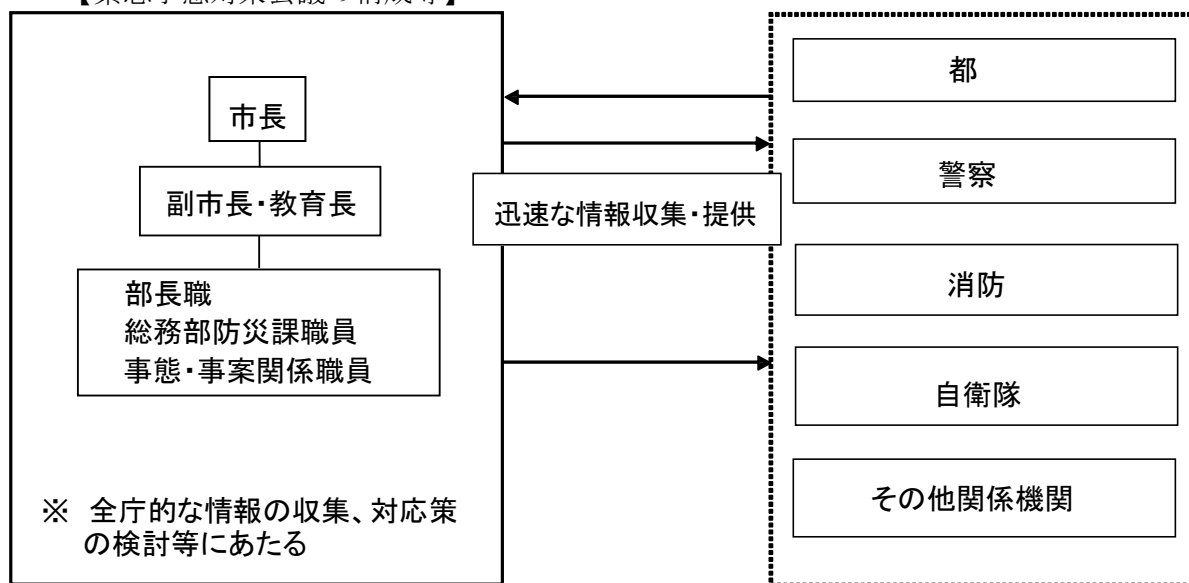 市長
副市長・教育長
部長職
総務部防災課職員
事態・事案関係職員
※ 全庁的な情報の収集、対応策
の検討等にあたる
迅速な情報収集・提供
都
警察
消防
自衛隊
その他関係機関